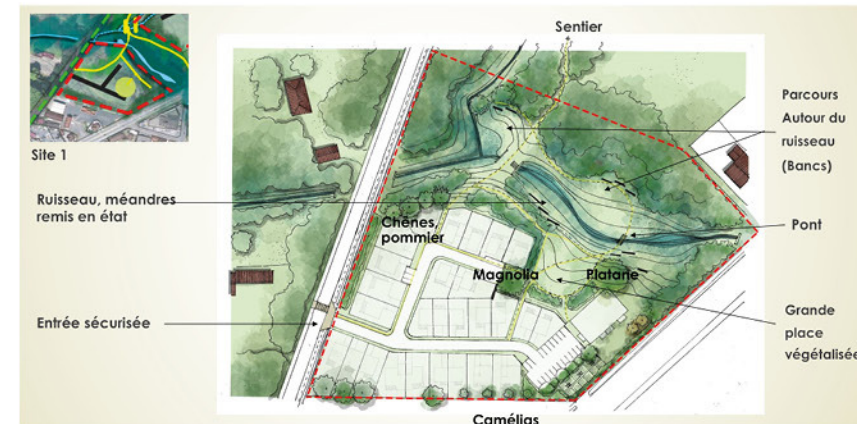 Sentier
Site 1
Parcours
Autour du
ruisseau
(Bancs)
Ruisseau, méandres
remis en état
Chênes,
pommier
Pont
Magnolia
Platane
Entrée sécurisée
Grande
place
végétalisée
Camélias